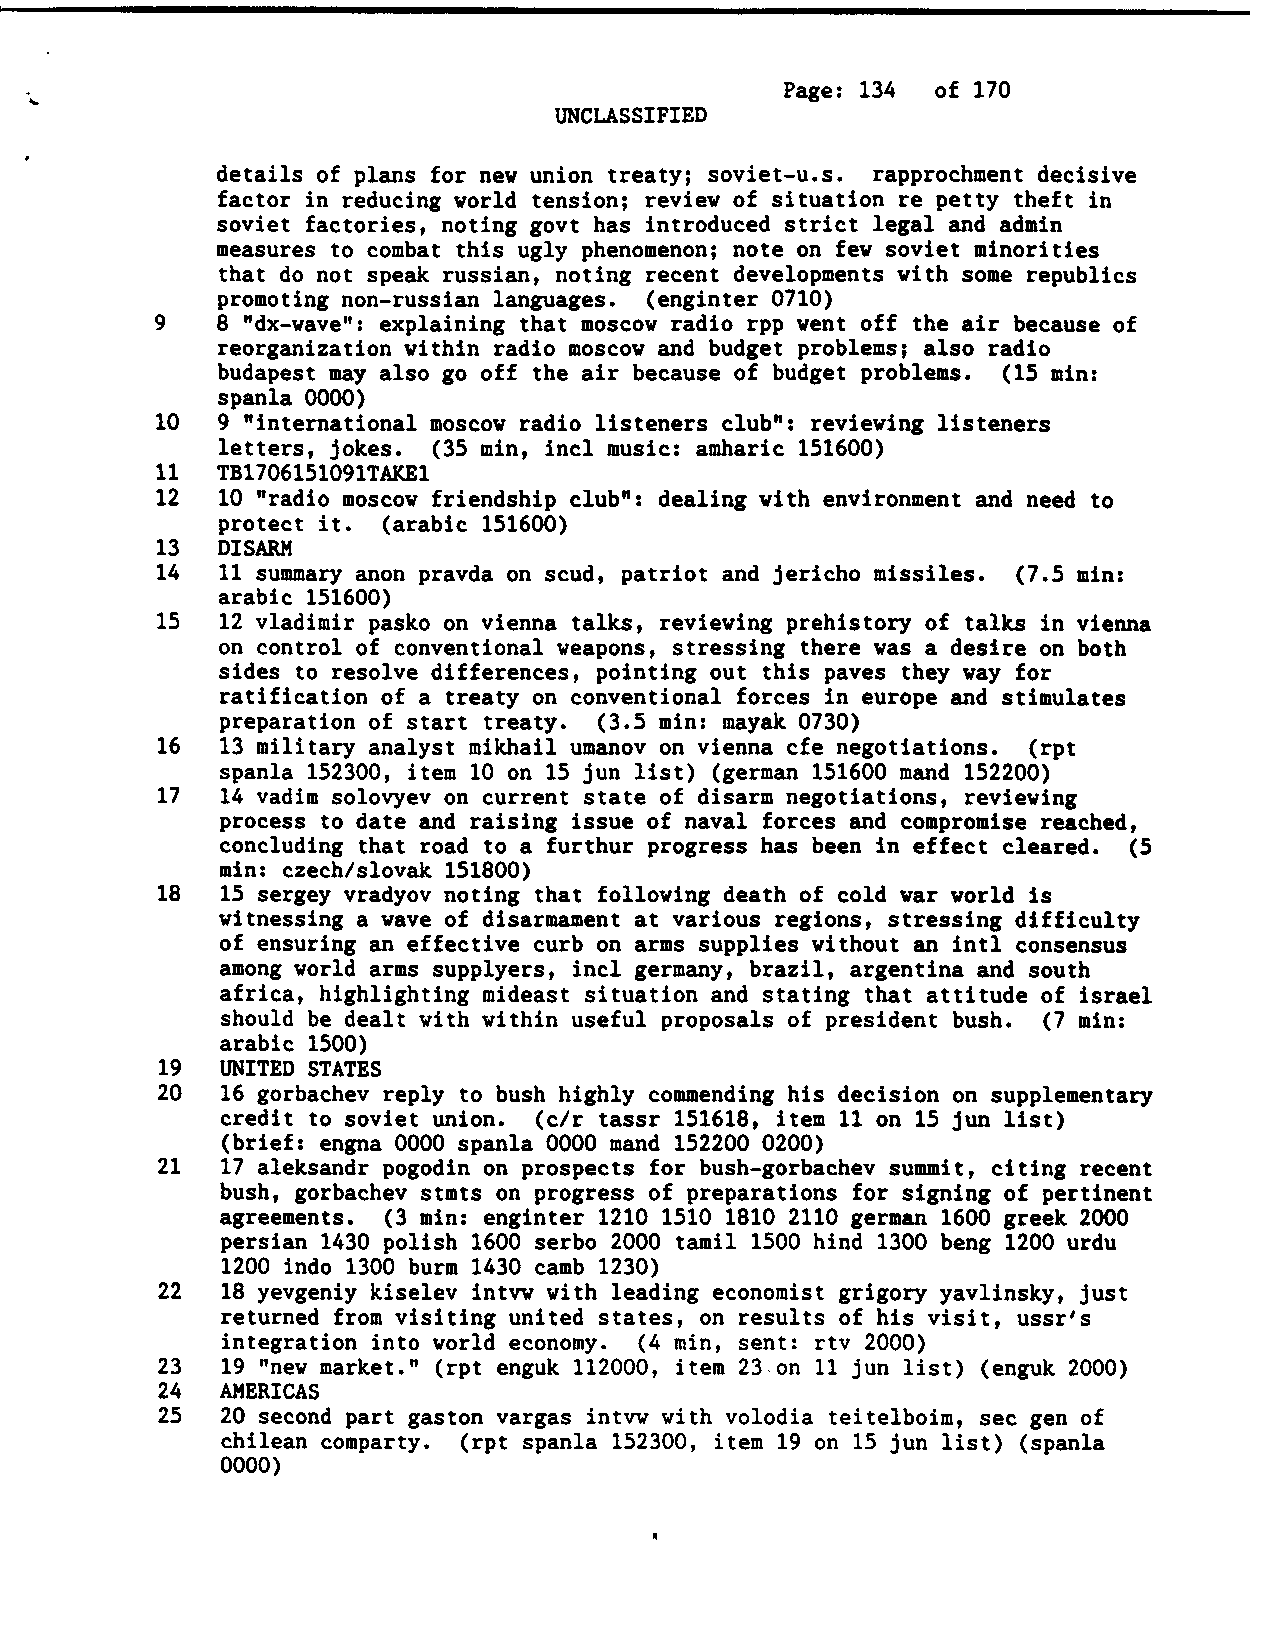 Page: 134 of 170
UNCLASSIFIED
details of plans for new union treaty; soviet-u.s. rapprochment decisive
factor in reducing world tension; review of situation re petty theft in
soviet factories, noting govt has introduced strict legal and admin
measures to combat this ugly phenomenon; note on few soviet minorities
that do not speak russian, noting recent developments with some republics
promoting non-russian languages. (enginter 0710)
9 8 "dx-wave": explaining that moscow radio rpp went off the air because of
reorganization within radio moscow and budget problems; also radio
budapest may also go off the air because of budget problems. (15 min:
spanla 0000)
10 9 "international moscow radio listeners club": reviewing listeners
letters, jokes. (35 min, incl music: amharic 151600)
11 TB1706151091TAKE1
12 10 "radio moscow friendship club": dealing with environment and need to
protect it. (arabic 151600)
13 DISARM
14 11 summary anon pravda on scud, patriot and jericho missiles. (7.5 min:
arabic 151600)
15 12 vladimir pasko on vienna talks, reviewing prehistory of talks in vienna
on control of conventional weapons, stressing there was a desire on both
sides to resolve differences, pointing out this paves they way for
ratification of a treaty on conventional forces in europe and stimulates
preparation of start treaty. (3.5 min: mayak 0730)
16 13 military analyst mikhail umanov on vienna cfe negotiations. (rpt
spanla 152300, item 10 on 15 jun list) (german 151600 mand 152200)
17 14 vadim solovyev on current state of disarm negotiations, reviewing
process to date and raising issue of naval forces and compromise reached,
concluding that road to a furthur progress has been in effect cleared. (5
min: czech/slovak 151800)
18 15 sergey vradyov noting that following death of cold war world is
witnessing a wave of disarmament at various regions, stressing difficulty
of ensuring an effective curb on arms supplies without an intl consensus
among world arms supplyers, incl germany, brazil, argentina and south
africa, highlighting mideast situation and stating that attitude of israel
should be dealt with within useful proposals of president bush. (7 min:
arabic 1500)
19 UNITED STATES
20 16 gorbachev reply to bush highly commending his decision on supplementary
credit to soviet union. (c/r tassr 151618, item 11 on 15 jun list)
(brief: engna 0000 spanla 0000 mand 152200 0200)
21 17 aleksandr pogodin on prospects for bush-gorbachev summit, citing recent
bush, gorbachev stmts on progress of preparations for signing of pertinent
agreements. (3 min: enginter 1210 1510 1810 2110 german 1600 greek 2000
persian 1430 polish 1600 serbo 2000 tamil 1500 hind 1300 beng 1200 urdu
1200 indo 1300 burm 1430 camb 1230)
22 18 yevgeniy kiselev intvw with leading economist grigory yavlinsky, just
returned from visiting united states, on results of his visit, ussr's
integration into world economy. (4 min, sent: rtv 2000)
23 19 "new market." (rpt enguk 112000, item 23 on 11 jun list) (enguk 2000)
24 AMERICAS
25 20 second part gaston vargas intvw with volodia teitelboim, sec gen of
chilean comparty. (rpt spanla 152300, item 19 on 15 jun list) (spanla
0000)